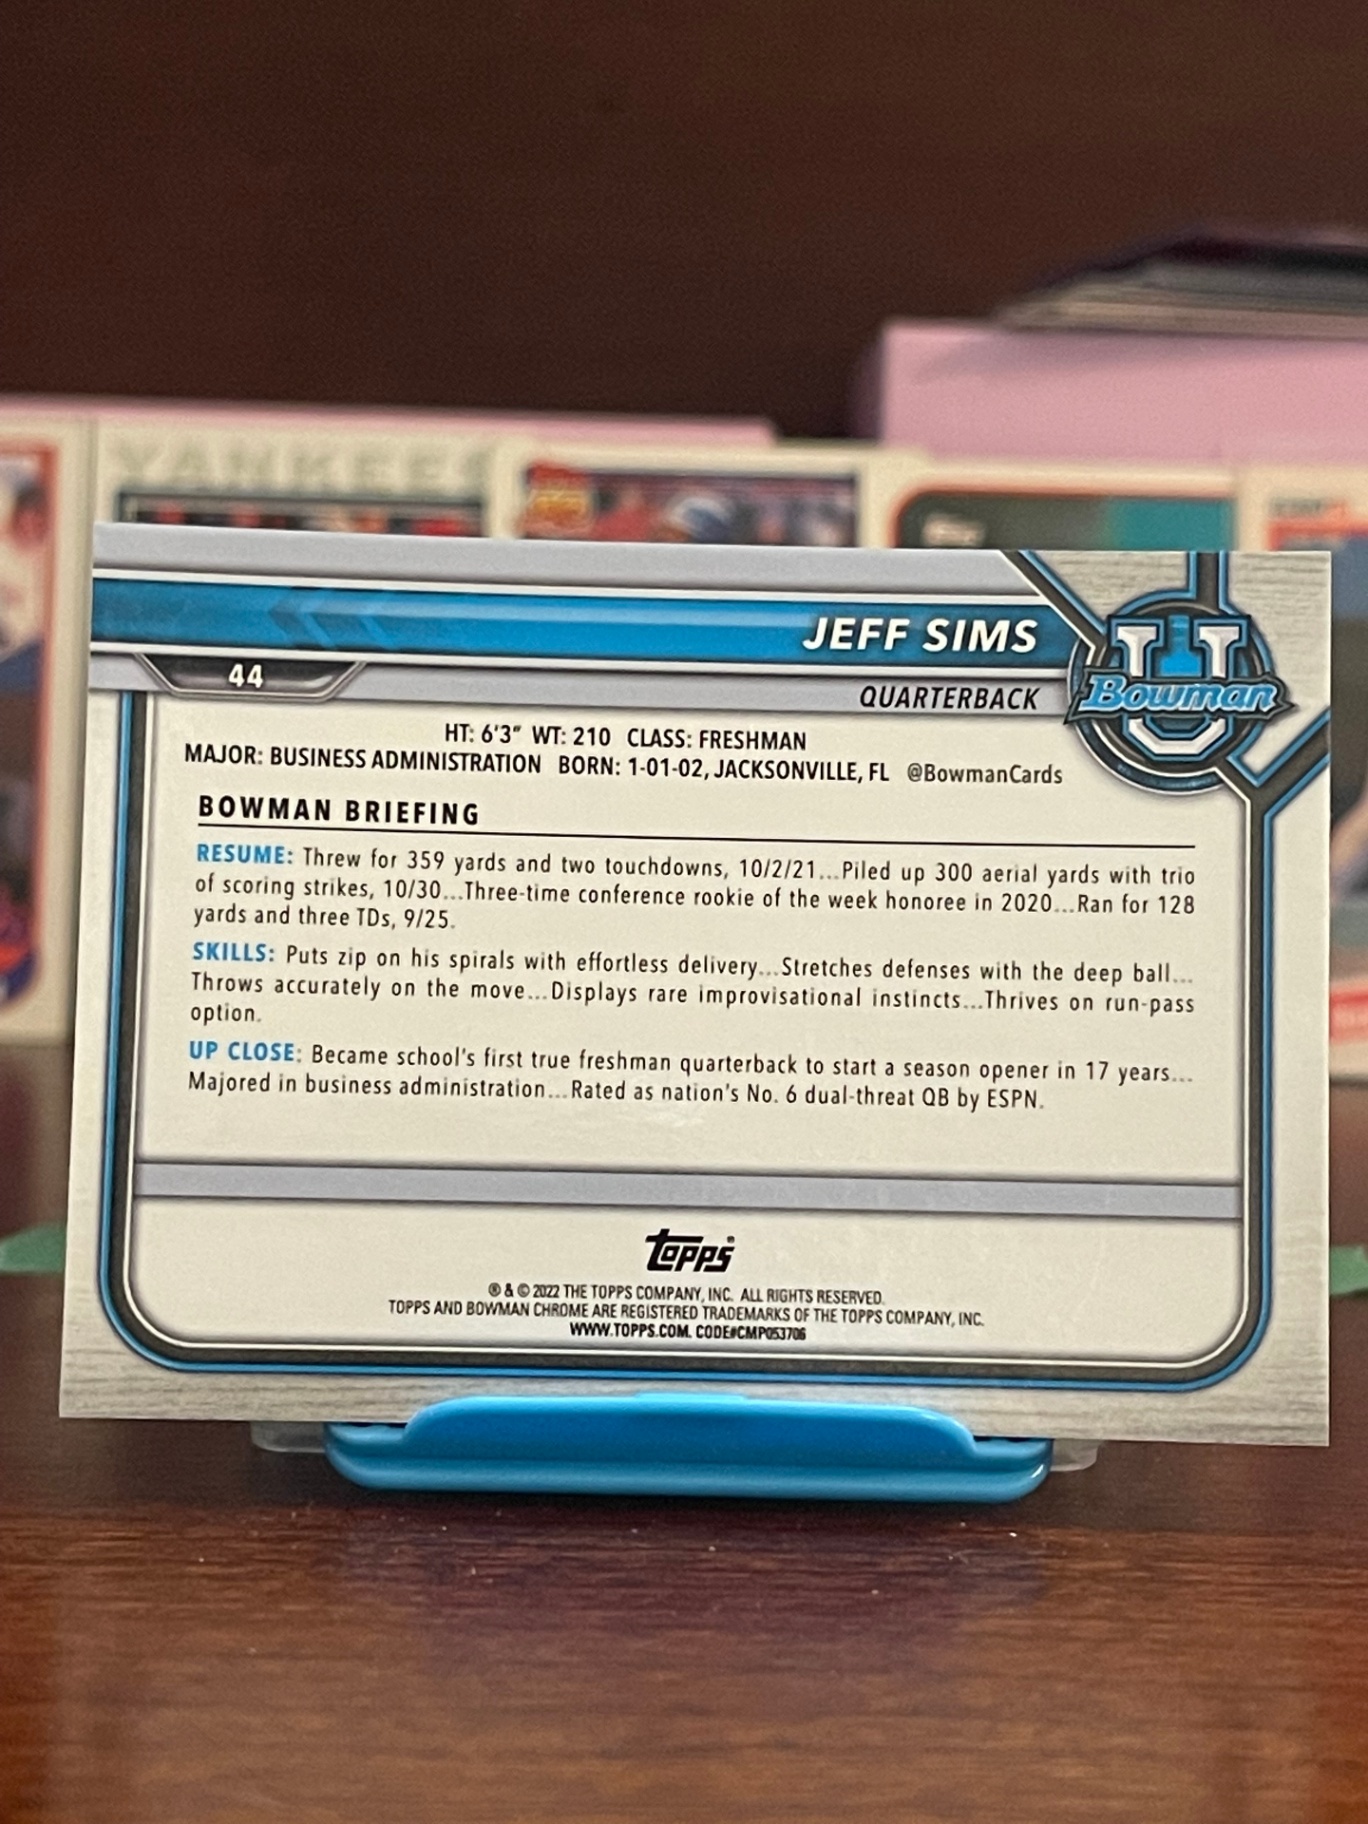 YANKEES
JEFF SIMS
44
QUARTERBACK
U
Bowman
HT: 6'3" WT: 210 CLASS: FRESHMAN
MAJOR: BUSINESS ADMINISTRATION BORN: 1-01-02, JACKSONVILLE, FL @BowmanCards
BOWMAN BRIEFING
RESUME: Threw for 359 yards and two touchdowns, 10/2/21...Piled up 300 aerial yards with trio
of scoring strikes, 10/30...Three-time conference rookie of the week honoree in 2020...Ran for 128
yards and three TDs, 9/25.
SKILLS: Puts zip on his spirals with effortless delivery...Stretches defenses with the deep ball...
Throws accurately on the move...Displays rare improvisational instincts...Thrives on run-pass
option.
UP CLOSE: Became school's first true freshman quarterback to start a season opener in 17 years...
Majored in business administration...Rated as nation's No. 6 dual-threat QB by ESPN.
topps
® & © 2022 THE TOPPS COMPANY, INC. ALL RIGHTS RESERVED.
TOPPS AND BOWMAN CHROME ARE REGISTERED TRADEMARKS OF THE TOPPS COMPANY, INC.
WWW.TOPPS.COM. CODE#CMP053706